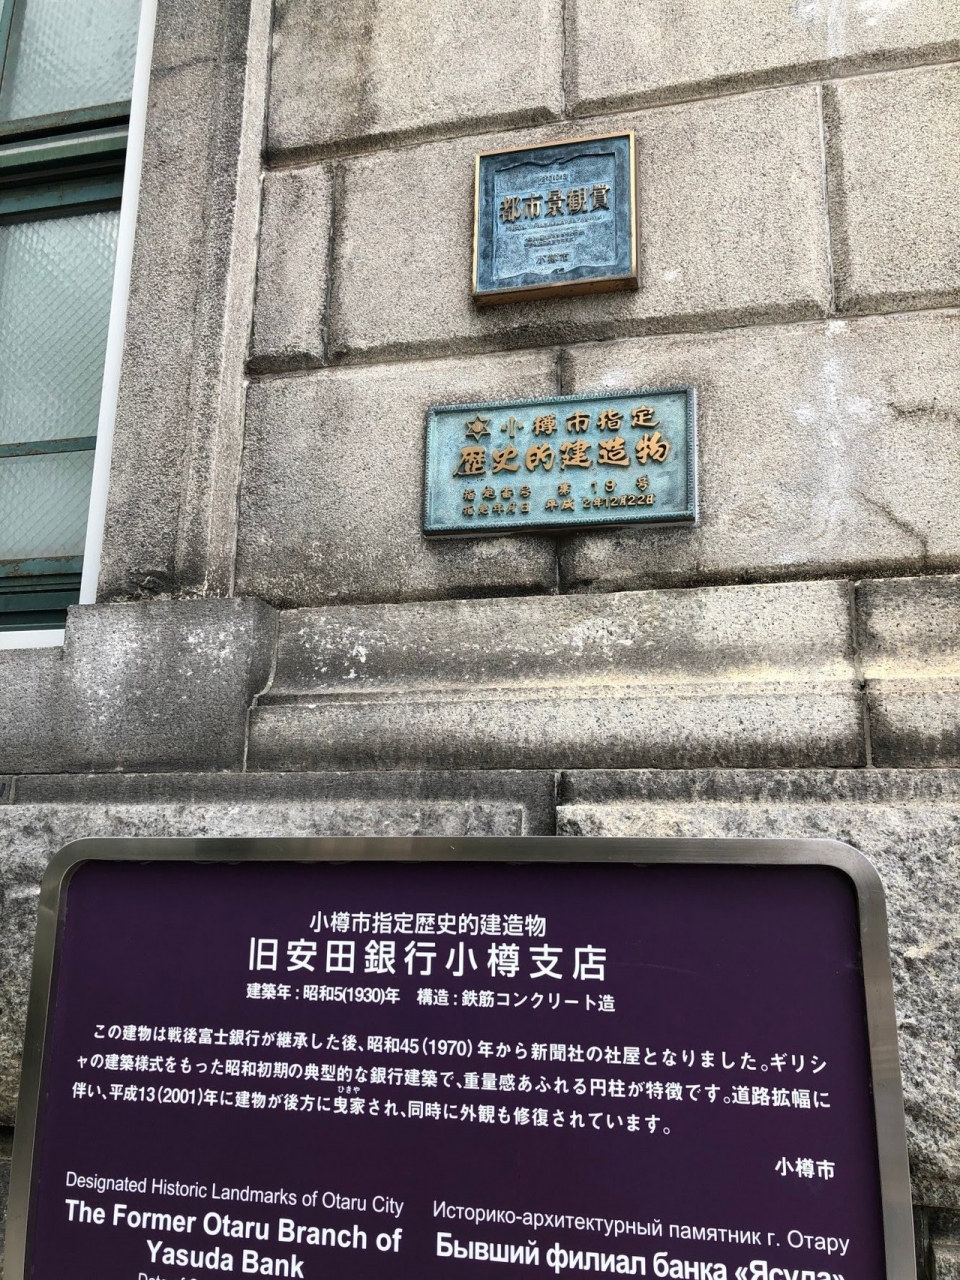 都市景観賞
小樽市
小樽市指定
歴史的建造物
指定番号 第19号
指定年月日 平成2年12月22日
小樽市指定歴史的建造物
旧安田銀行小樽支店
建築年:昭和5(1930)年 構造:鉄筋コンクリート造
この建物は戦後富士銀行が継承した後、昭和45(1970)年から新聞社の社屋となりました。ギリシ
ャの建築様式をもった昭和初期の典型的な銀行建築で、重量感あふれる円柱が特徴です。道路拡幅に
ひきや
伴い、平成13(2001)年に建物が後方に曳家され、同時に外観も修復されています。
小樽市
Designated Historic Landmarks of Otaru City
The Former Otaru Branch of
Yasuda Bank
Историко-архитектурный памятник г. Отару
Бывший филиал банка «Ясуда»